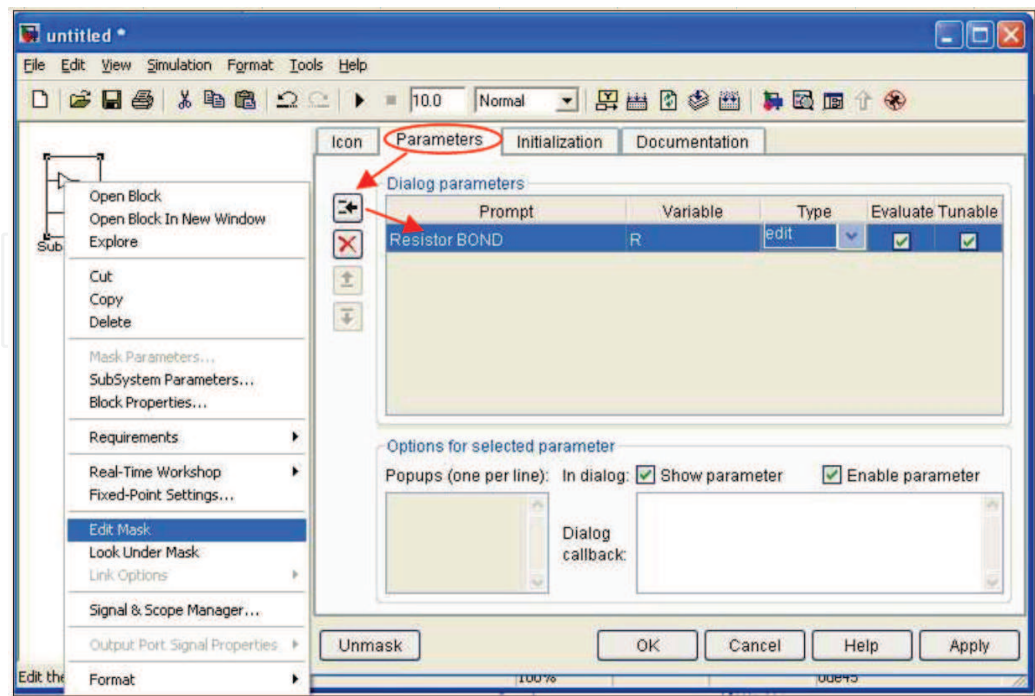 untitled *
File Edit View Simulation Format Tools Help
10.0 Normal
Icon Parameters Initialization Documentation
Sub
Open Block
Open Block In New Window
Explore
Cut
Copy
Delete
Mask Parameters...
SubSystem Parameters...
Block Properties...
Requirements
Real-Time Workshop
Fixed-Point Settings...
Edit Mask
Look Under Mask
Link Options
Signal & Scope Manager...
Output Port Signal Properties
Format
Dialog parameters
Prompt Variable Type Evaluate Tunable
Resistor BOND R edit
Options for selected parameter
Popups (one per line): In dialog: Show parameter Enable parameter
Dialog
callback:
Unmask OK Cancel Help Apply
Edit the 100% ode45